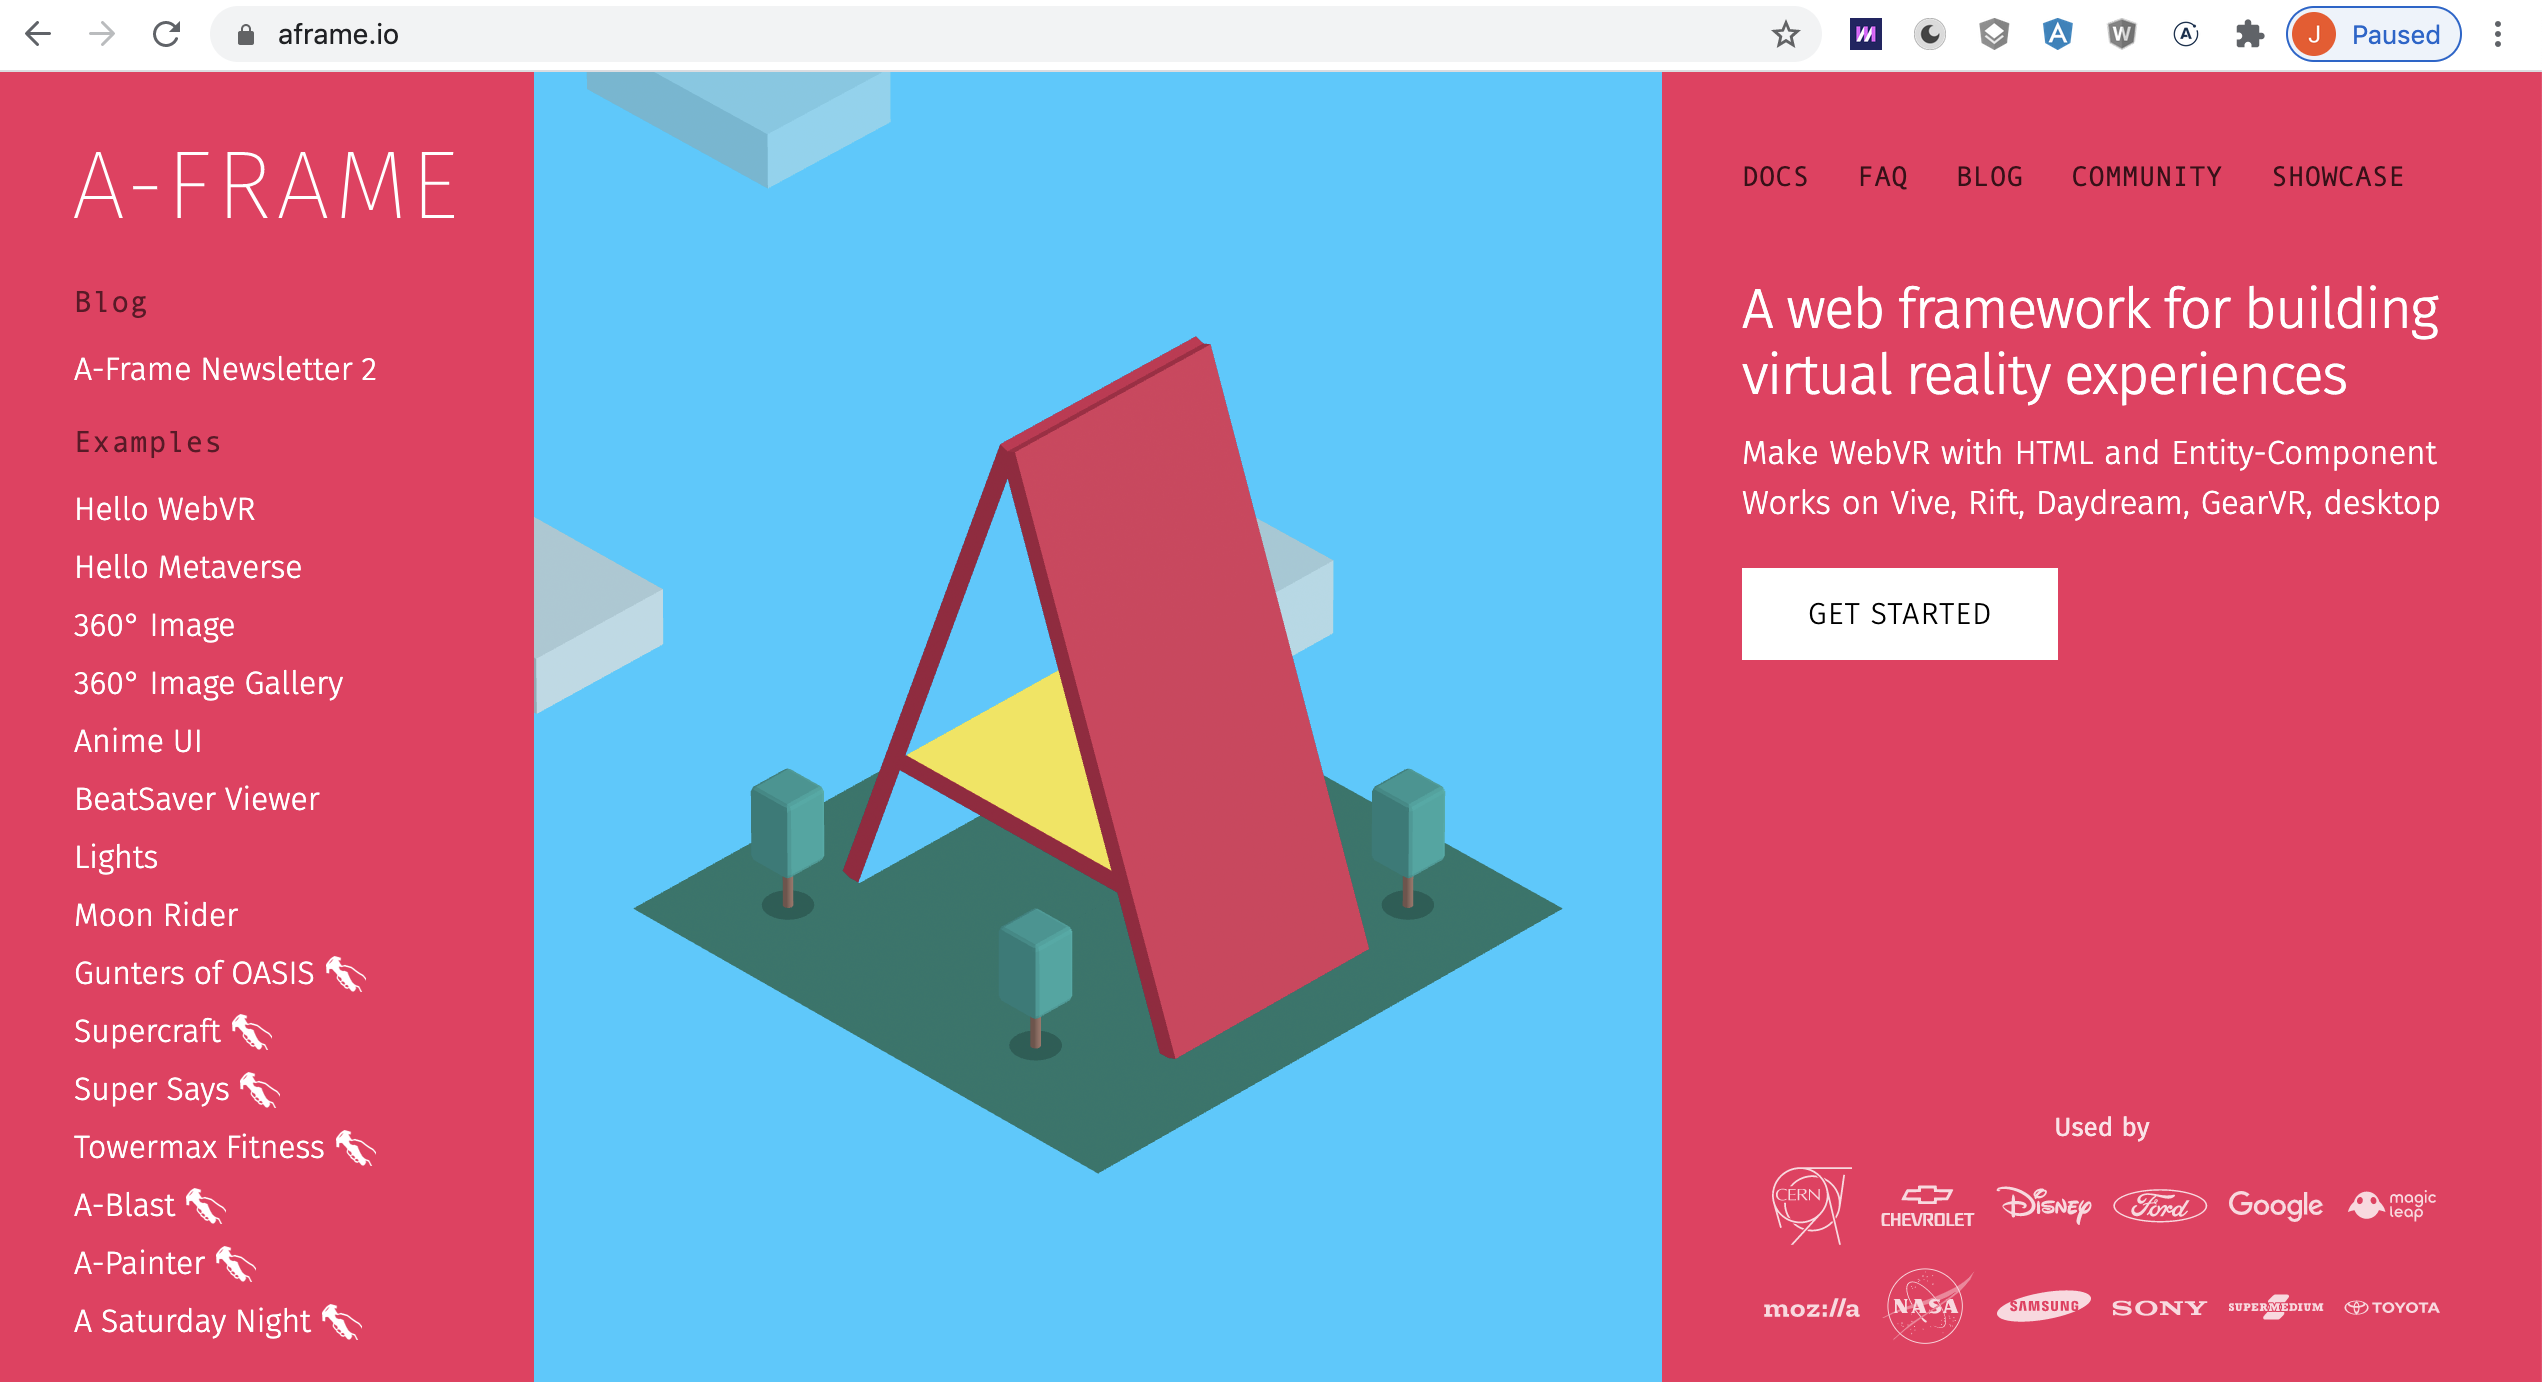 aframe.io
J Paused
A-FRAME
Blog
A-Frame Newsletter 2
Examples
Hello WebVR
Hello Metaverse
360° Image
360° Image Gallery
Anime UI
BeatSaver Viewer
Lights
Moon Rider
Gunters of OASIS
Supercraft
Super Says
Towermax Fitness
A-Blast
A-Painter
A Saturday Night
DOCS FAQ BLOG COMMUNITY SHOWCASE
A web framework for building
virtual reality experiences
Make WebVR with HTML and Entity-Component
Works on Vive, Rift, Daydream, GearVR, desktop
GET STARTED
Used by
CERN CHEVROLET Disney Ford Google magic leap
moz://a NASA SAMSUNG SONY SUPERMEDIUM TOYOTA